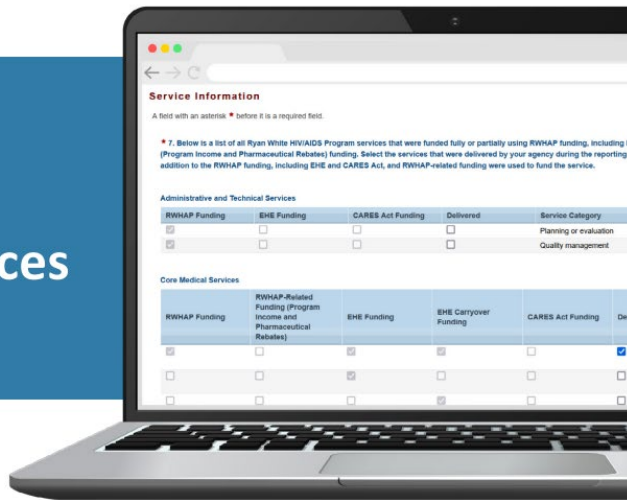 ces
Service Information
A field with an asterisk * before it is a required field.
* 7. Below is a list of all Ryan White HIV/AIDS Program services that were funded fully or partially using RWHAP funding, including
(Program Income and Pharmaceutical Rebates) funding. Select the services that were delivered by your agency during the reporting
addition to the RWHAP funding, including EHE and CARES Act, and RWHAP-related funding were used to fund the service.
Administrative and Technical Services
RWHAP Funding EHE Funding CARES Act Funding Delivered Service Category
Planning or evaluation
Quality management
Core Medical Services
RWHAP Funding
RWHAP-Related
Funding (Program
Income and
Pharmaceutical
Rebates)
EHE Funding
EHE Carryover
Funding
CARES Act Funding
De